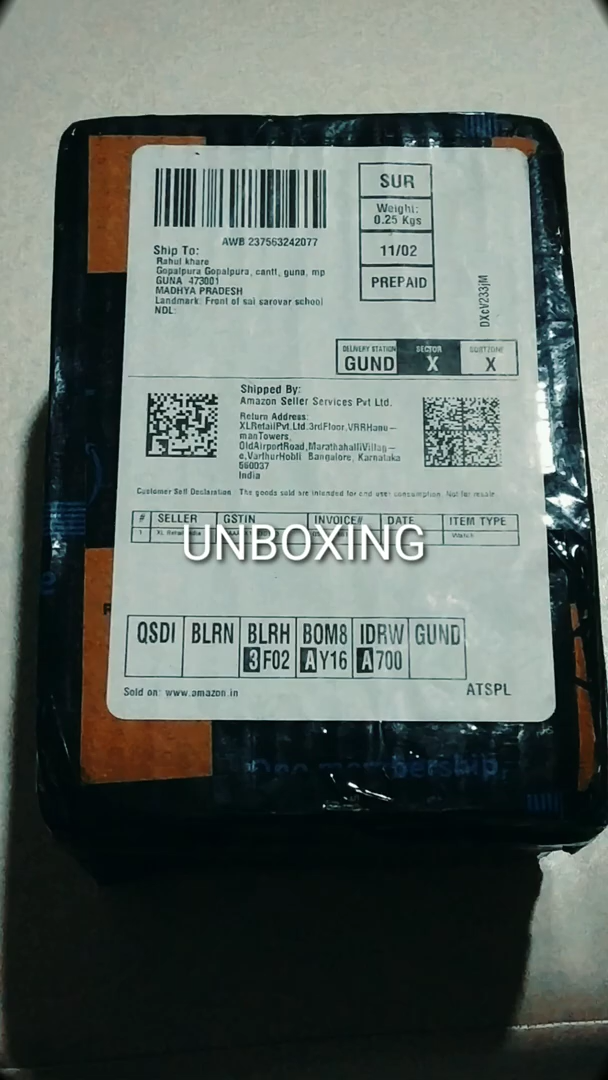 SUR
Weight:
0.25 Kgs
11/02
PREPAID
AWB 237563242077
Ship To:
Rahul khare
Gopalpura Gopalpura, cantt, guna, mp
GUNA 473001
MADHYA PRADESH
Landmark: Front of sai sarovar school
NDL:
DXcV233jM
DELIVERY STATION SECTOR SORTZONE
GUND X X
Shipped By:
Amazon Seller Services Pvt Ltd.
Return Address:
XLRetailPvt.Ltd,3rdFloor,VRRHanu-
manTowers,
OldAirportRoad,MarathahalliVillag-
e,VarthurHobli Bangalore, Karnataka
560037
India
Customer Self Declaration The goods sold are intended for end user consumption. Not for resale
# SELLER GSTIN INVOICE# DATE ITEM TYPE
1 Watch
UNBOXING
QSDI BLRN BLRH BOM8 IDRW GUND
3F02 AY16 A700
Sold on: www.amazon.in
ATSPL
One membership,